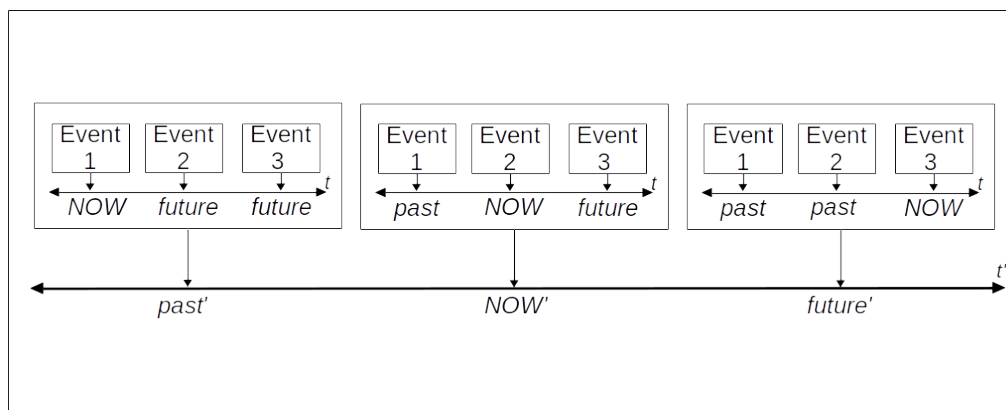 Event Event Event
1 2 3
t
NOW future future
Event Event Event
1 2 3
t
past NOW future
Event Event Event
1 2 3
t
past past NOW
t'
past' NOW' future'